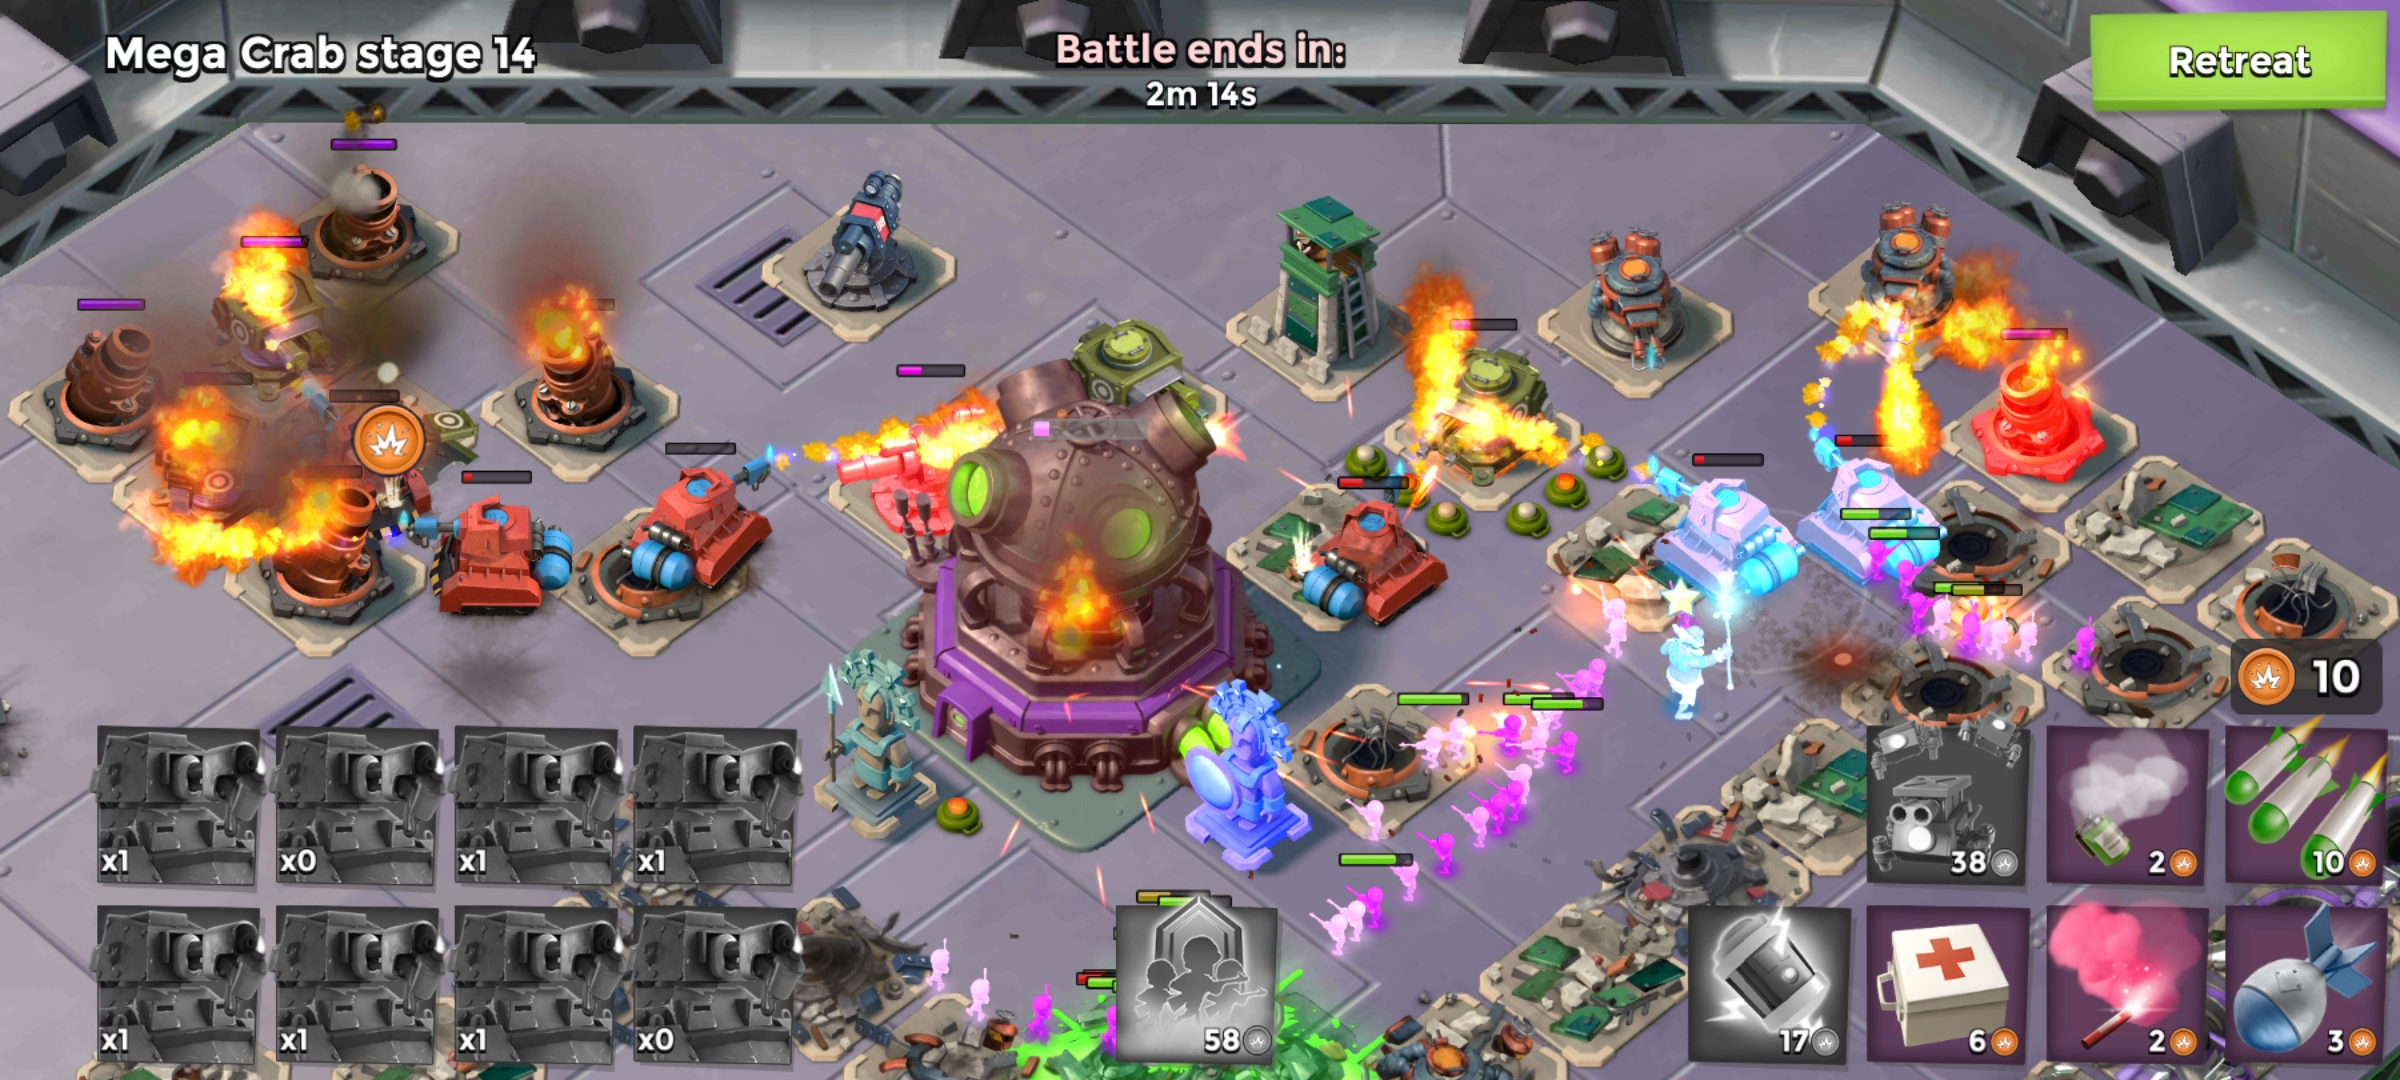 Mega Crab stage 14
Battle ends in:
2m 14s
Retreat
10
x1
x0
x1
x1
38
2
10
x1
x1
x1
x0
58
17
6
2
3